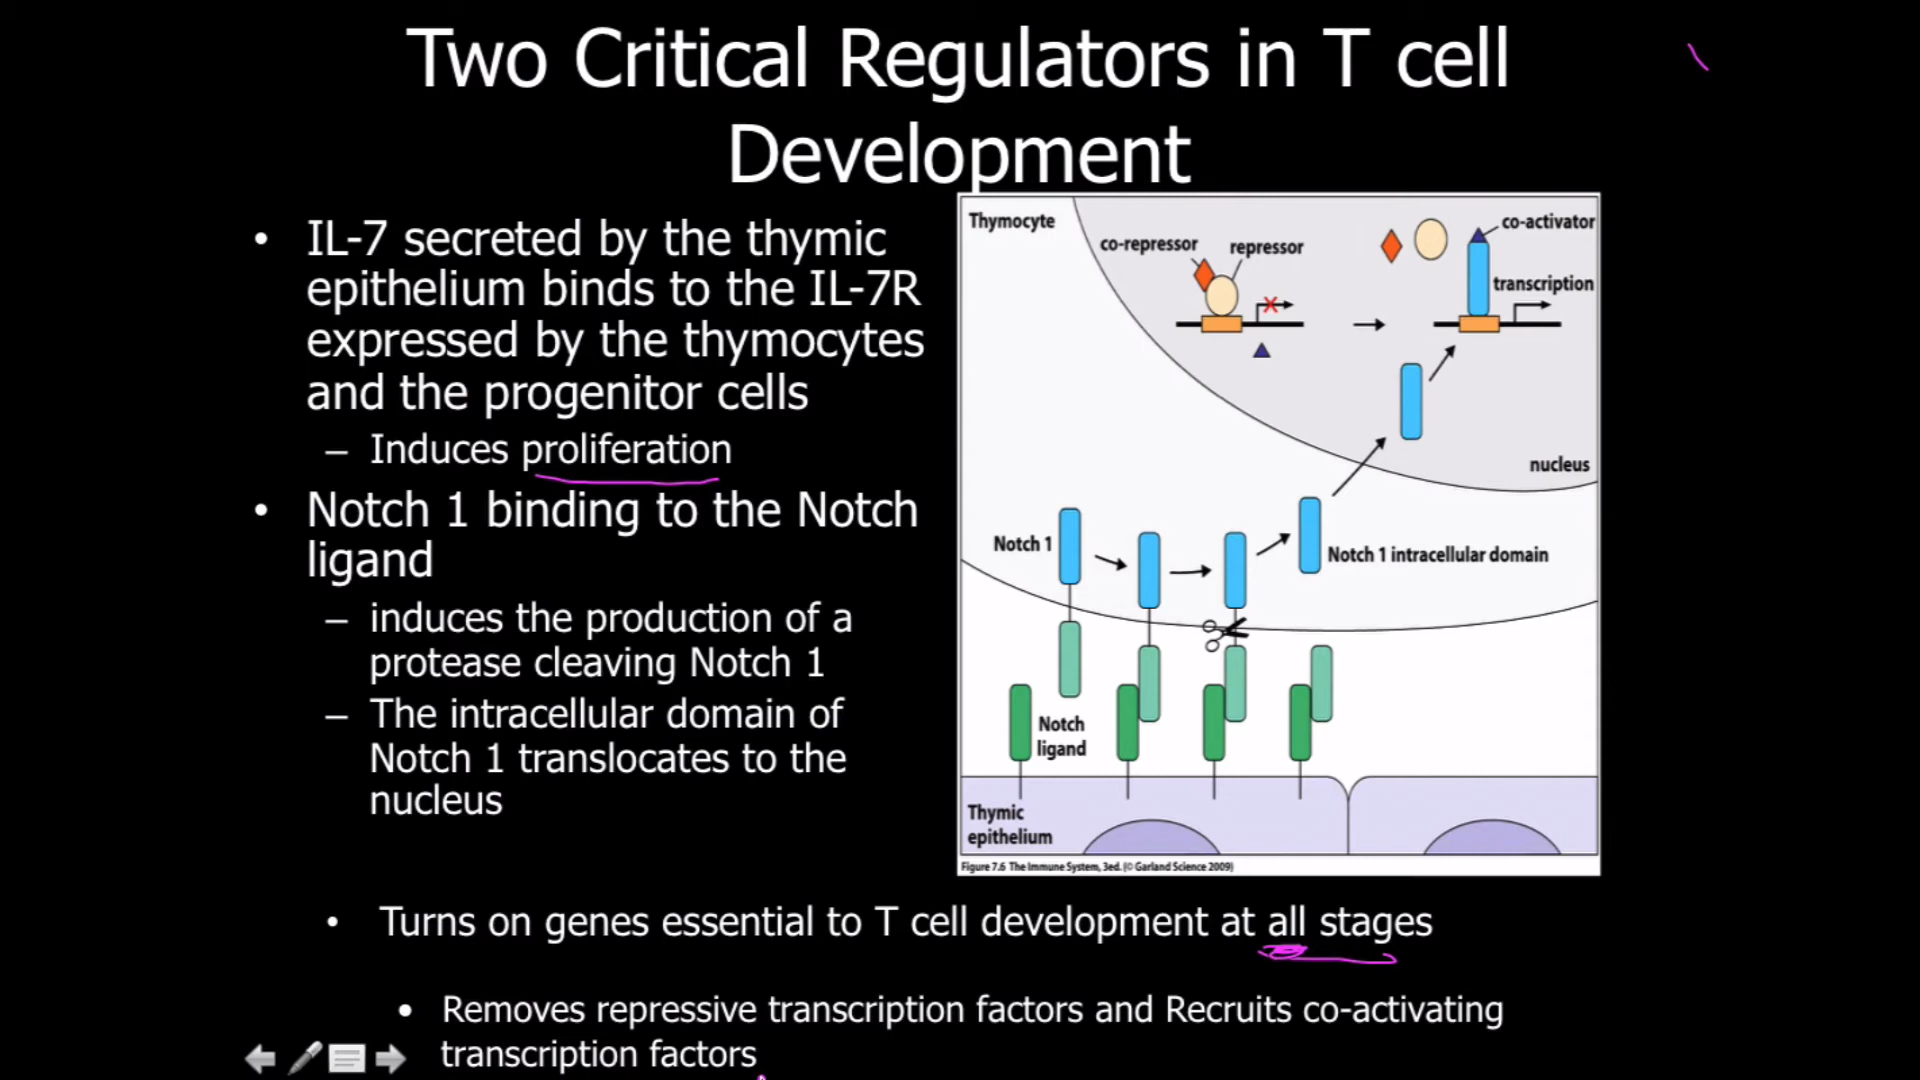 Two Critical Regulators in T cell
Development
• IL-7 secreted by the thymic
epithelium binds to the IL-7R
expressed by the thymocytes
and the progenitor cells
– Induces proliferation
• Notch 1 binding to the Notch
ligand
– induces the production of a
protease cleaving Notch 1
– The intracellular domain of
Notch 1 translocates to the
nucleus
Thymocyte
co-repressor
repressor
co-activator
transcription
nucleus
Notch 1
Notch 1 intracellular domain
Notch
ligand
Thymic
epithelium
Figure 7.6 The Immune System, 3ed. (© Garland Science 2009)
• Turns on genes essential to T cell development at all stages
• Removes repressive transcription factors and Recruits co-activating
transcription factors